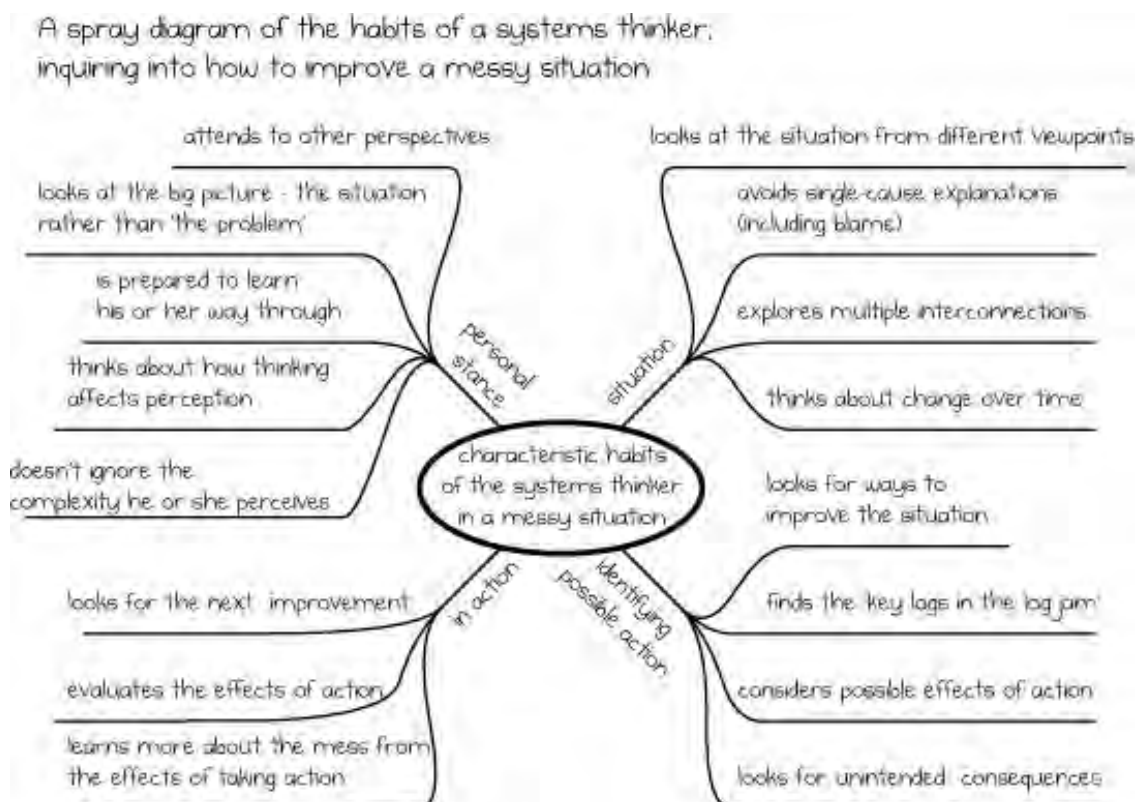 A spray diagram of the habits of a systems thinker;
inquiring into how to improve a messy situation
attends to other perspectives
looks at the big picture - the situation
rather than 'the problem'
is prepared to learn
his or her way through
thinks about how thinking
affects perception
doesn't ignore the
complexity he or she perceives
personal
stance
looks at the situation from different viewpoints
avoids single-cause explanations
(including blame)
explores multiple interconnections
thinks about change over time
situation
characteristic habits
of the systems thinker
in a messy situation
looks for ways to
improve the situation
finds the 'key logs in the log jam'
considers possible effects of action
looks for unintended consequences
identifying
possible action
in action
looks for the next improvement
evaluates the effects of action
learns more about the mess from
the effects of taking action